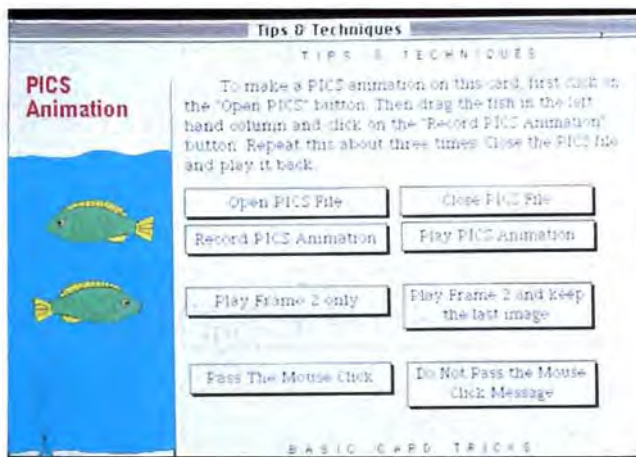 Tips & Techniques
TIPS & TECHNIQUES
PICS
Animation
To make a PICS animation on this card, first click on
the "Open PICS" button. Then drag the fish in the left
hand column and click on the "Record PICS Animation"
button. Repeat this about three times. Close the PICS file
and play it back.
Open PICS File
Close PICS File
Record PICS Animation
Play PICS Animation
Play Frame 2 only
Play Frame 2 and keep
the last image
Pass The Mouse Click
Do Not Pass the Mouse
Click Message
BASIC CARD TRICKS